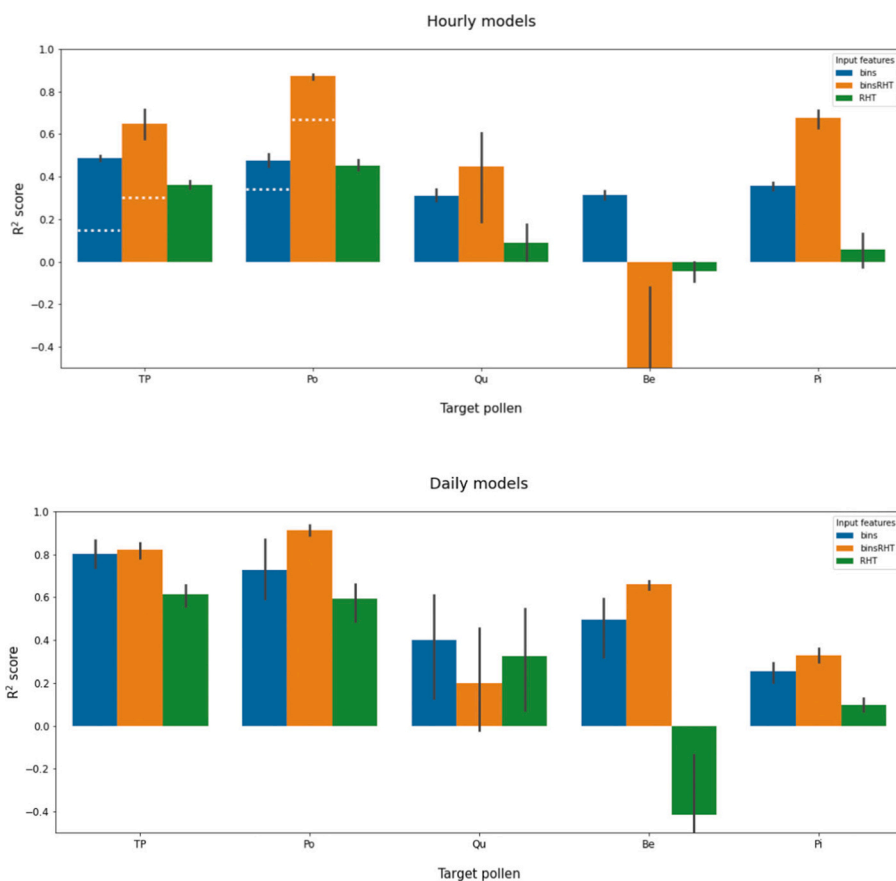 Hourly models
1.0
0.8
0.6
0.4
0.2
0.0
−0.2
−0.4
R² score
Input features
bins
binsRHT
RHT
TP Po Qu Be Pi
Target pollen
Daily models
1.0
0.8
0.6
0.4
0.2
0.0
−0.2
−0.4
R² score
Input features
bins
binsRHT
RHT
TP Po Qu Be Pi
Target pollen